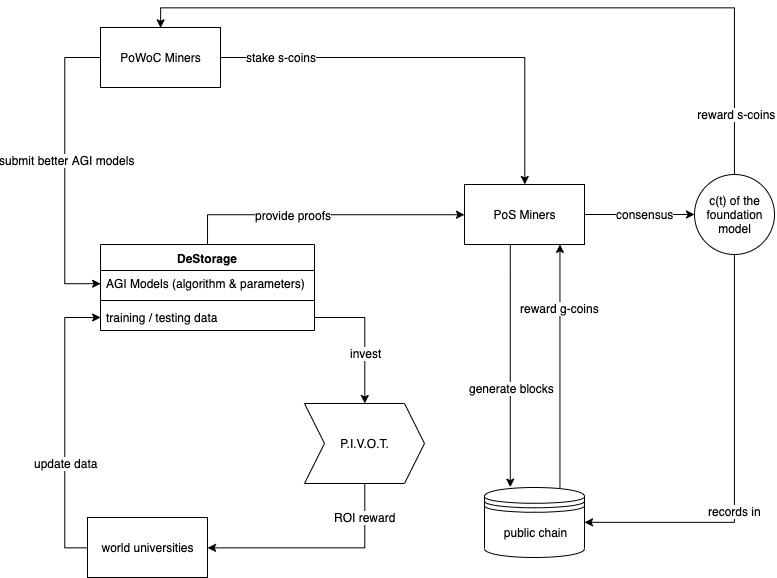 PoWoC Miners
stake s-coins
reward s-coins
submit better AGI models
c(t) of the
foundation
model
provide proofs
PoS Miners
consensus
DeStorage
AGI Models (algorithm & parameters)
training / testing data
reward g-coins
invest
generate blocks
P.I.V.O.T.
update data
ROI reward
records in
public chain
world universities